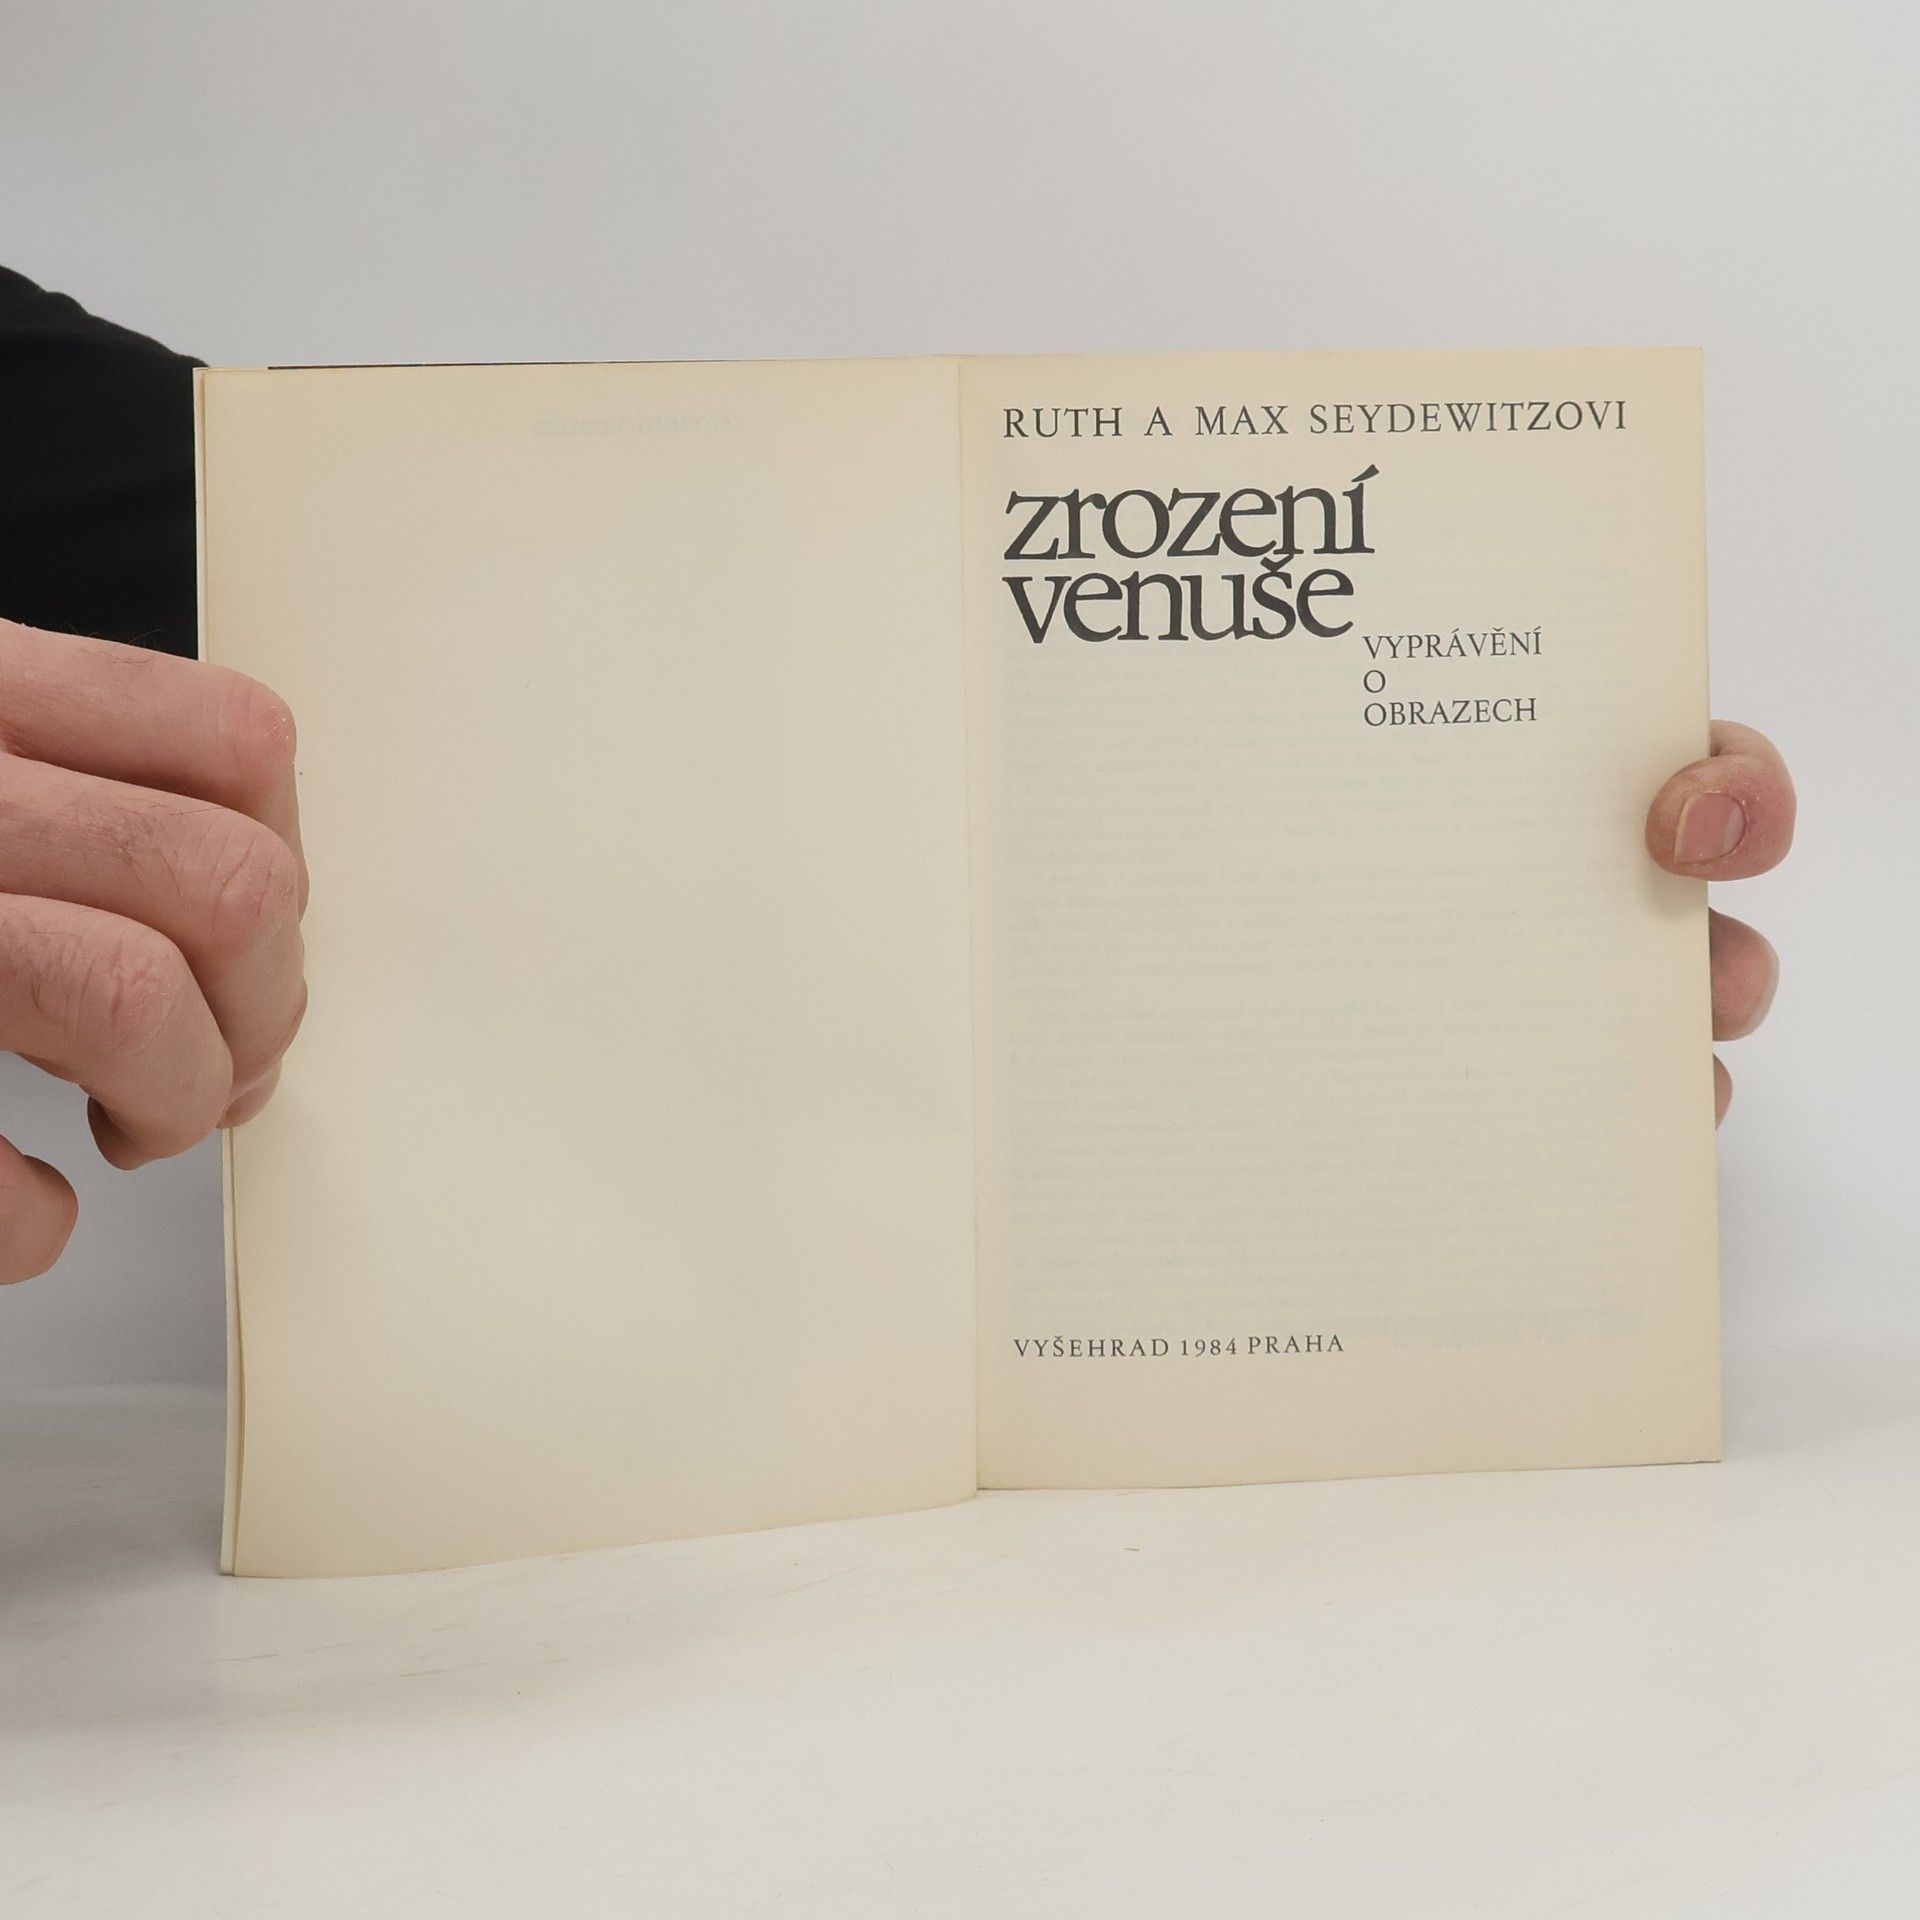 RUTH A MAX SEYDEWITZOVI
zrození
venuše
VYPRÁVĚNÍ
O
OBRAZECH
VYŠEHRAD 1984 PRAHA